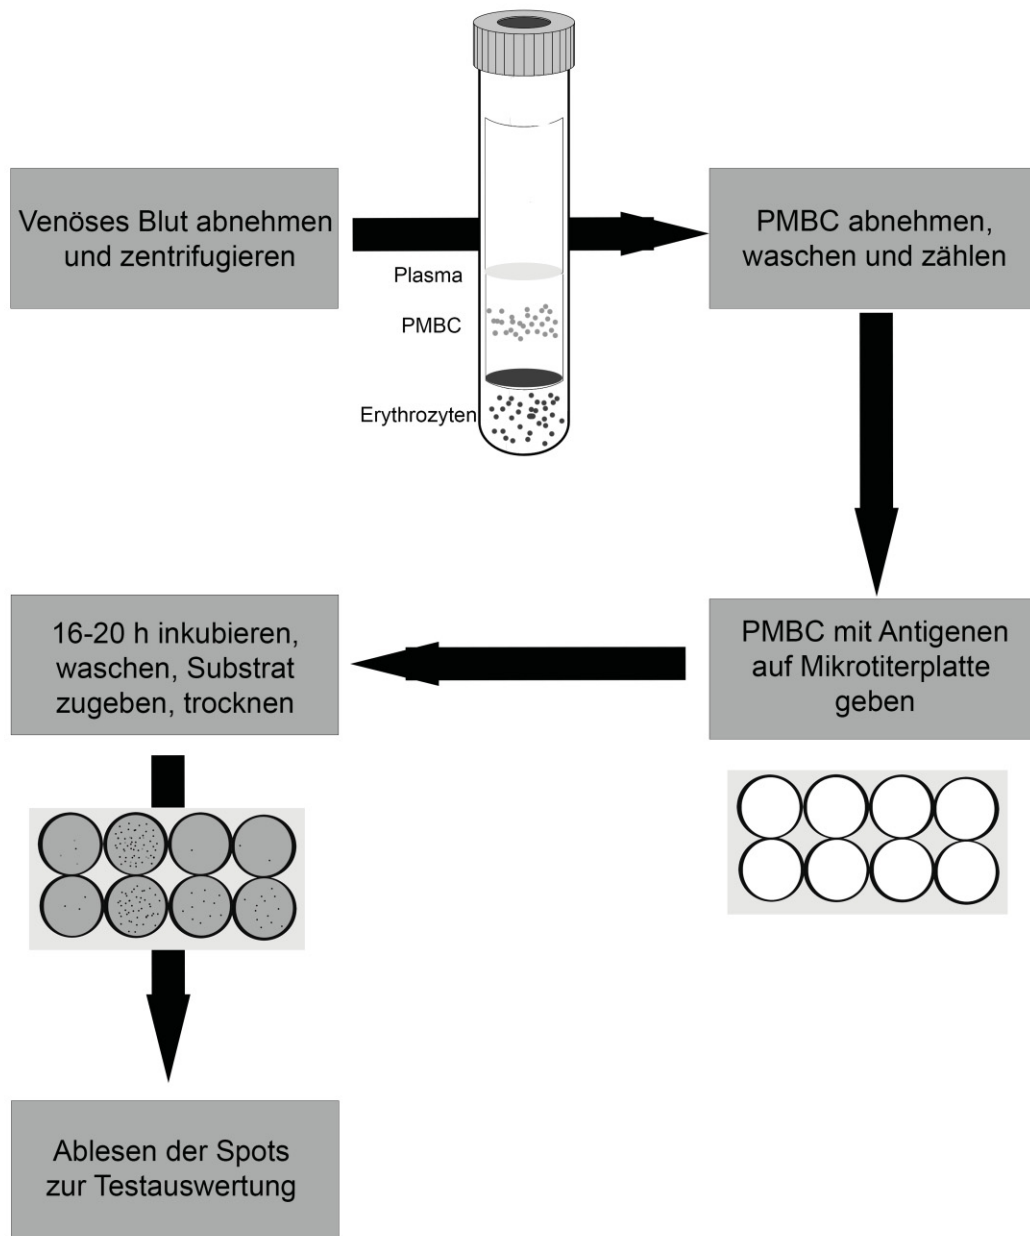 Venöses Blut abnehmen
und zentrifugieren
Plasma
PMBC
Erythrozyten
PMBC abnehmen,
waschen und zählen
PMBC mit Antigenen
auf Mikrotiterplatte
geben
16-20 h inkubieren,
waschen, Substrat
zugeben, trocknen
Ablesen der Spots
zur Testauswertung